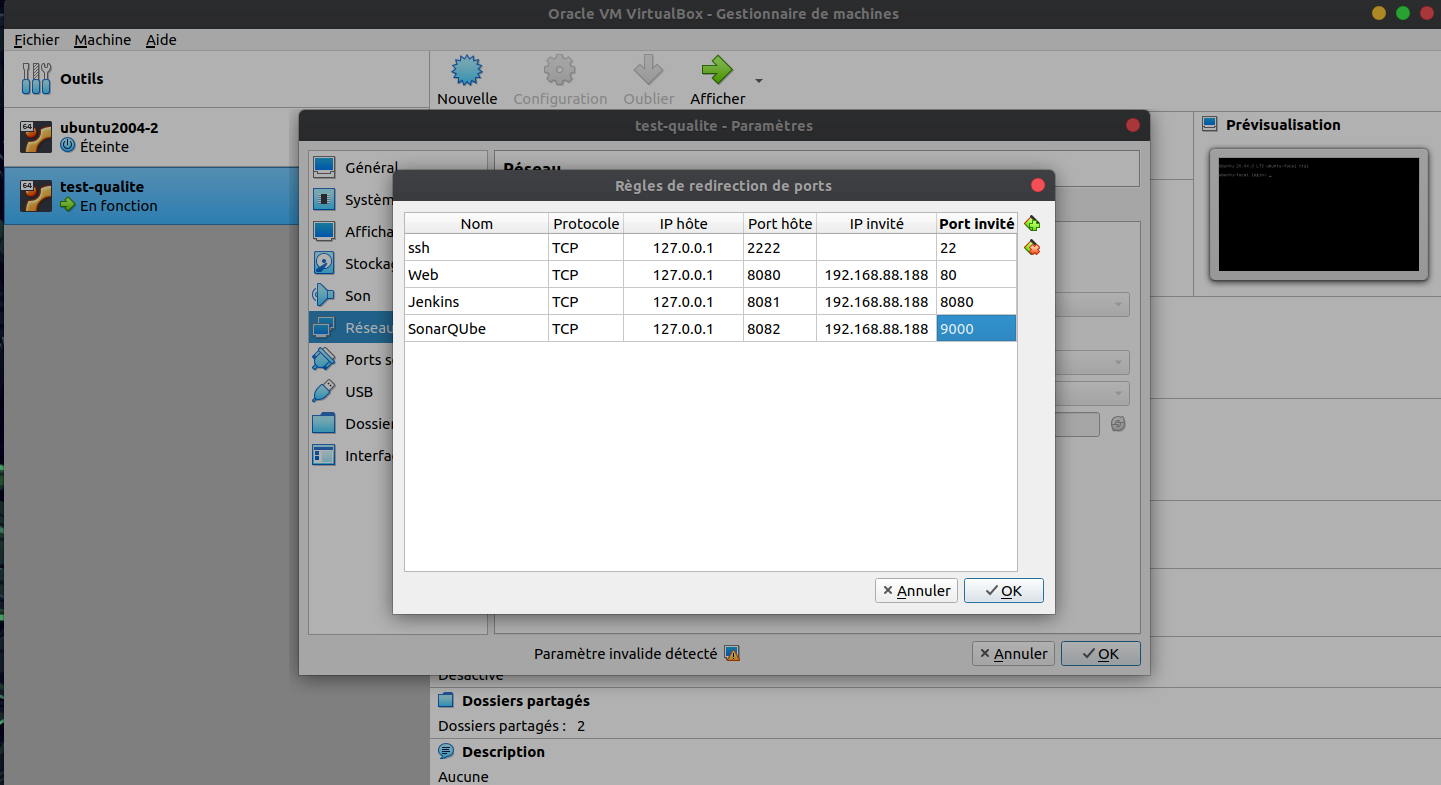 Oracle VM VirtualBox - Gestionnaire de machines
Fichier Machine Aide
Outils
Nouvelle Configuration Oublier Afficher
64
ubuntu2004-2
Éteinte
64
test-qualite
En fonction
Prévisualisation
test-qualite - Paramètres
Général
Systèm
Afficha
Stockag
Son
Réseau
Ports s
USB
Dossier
Interfa
Réseau
Règles de redirection de ports
Nom Protocole IP hôte Port hôte IP invité Port invité
ssh TCP 127.0.0.1 2222 22
Web TCP 127.0.0.1 8080 192.168.88.188 80
Jenkins TCP 127.0.0.1 8081 192.168.88.188 8080
SonarQUbe TCP 127.0.0.1 8082 192.168.88.188 9000
Annuler OK
Paramètre invalide détecté
Annuler OK
Désactivé
Dossiers partagés
Dossiers partagés : 2
Description
Aucune